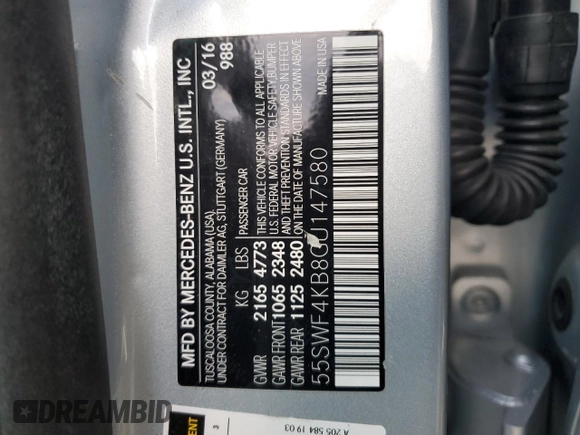 MFD BY MERCEDES-BENZ U.S. INTL., INC
TUSCALOOSA COUNTY, ALABAMA (USA)
UNDER CONTRACT FOR DAIMLER AG, STUTTGART (GERMANY)
03/16
988
KG LBS
GVWR 2165 4773
GAWR FRONT 1065 2348
GAWR REAR 1125 2480
PASSENGER CAR
THIS VEHICLE CONFORMS TO ALL APPLICABLE
U.S. FEDERAL MOTOR VEHICLE SAFETY, BUMPER
AND THEFT PREVENTION STANDARDS IN EFFECT
ON THE DATE OF MANUFACTURE SHOWN ABOVE
55SWF4KB8GU147580
MADE IN USA
3
A 205 584 19 03
DREAMBID